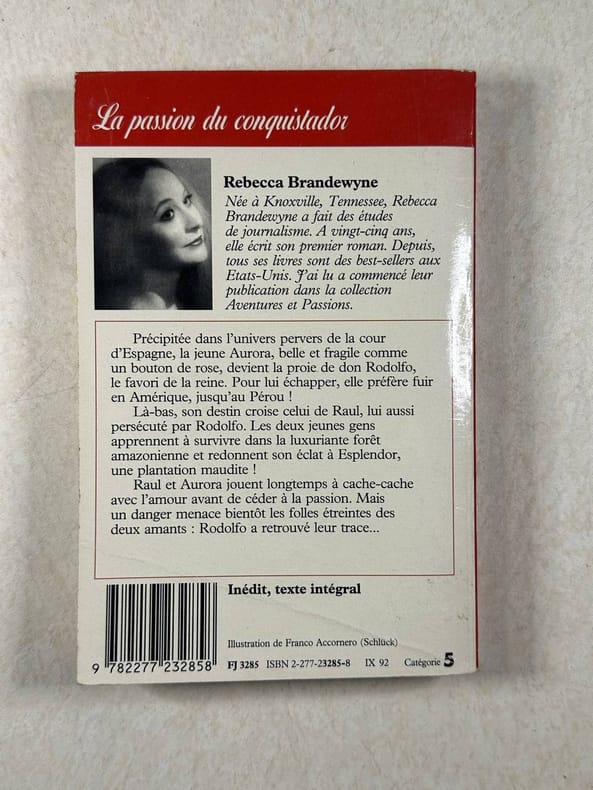 La passion du conquistador
Rebecca Brandewyne
Née à Knoxville, Tennessee, Rebecca
Brandewyne a fait des études
de journalisme. A vingt-cinq ans,
elle écrit son premier roman. Depuis,
tous ses livres sont des best-sellers aux
Etats-Unis. J'ai lu a commencé leur
publication dans la collection
Aventures et Passions.
Précipitée dans l'univers pervers de la cour
d'Espagne, la jeune Aurora, belle et fragile comme
un bouton de rose, devient la proie de don Rodolfo,
le favori de la reine. Pour lui échapper, elle préfère fuir
en Amérique, jusqu'au Pérou !
Là-bas, son destin croise celui de Raul, lui aussi
persécuté par Rodolfo. Les deux jeunes gens
apprennent à survivre dans la luxuriante forêt
amazonienne et redonnent son éclat à Esplendor,
une plantation maudite !
Raul et Aurora jouent longtemps à cache-cache
avec l'amour avant de céder à la passion. Mais
un danger menace bientôt les folles étreintes des
deux amants : Rodolfo a retrouvé leur trace...
Inédit, texte intégral
Illustration de Franco Accornero (Schlück)
9 782277 232858
FJ 3285 ISBN 2-277-23285-8 IX 92 Catégorie 5